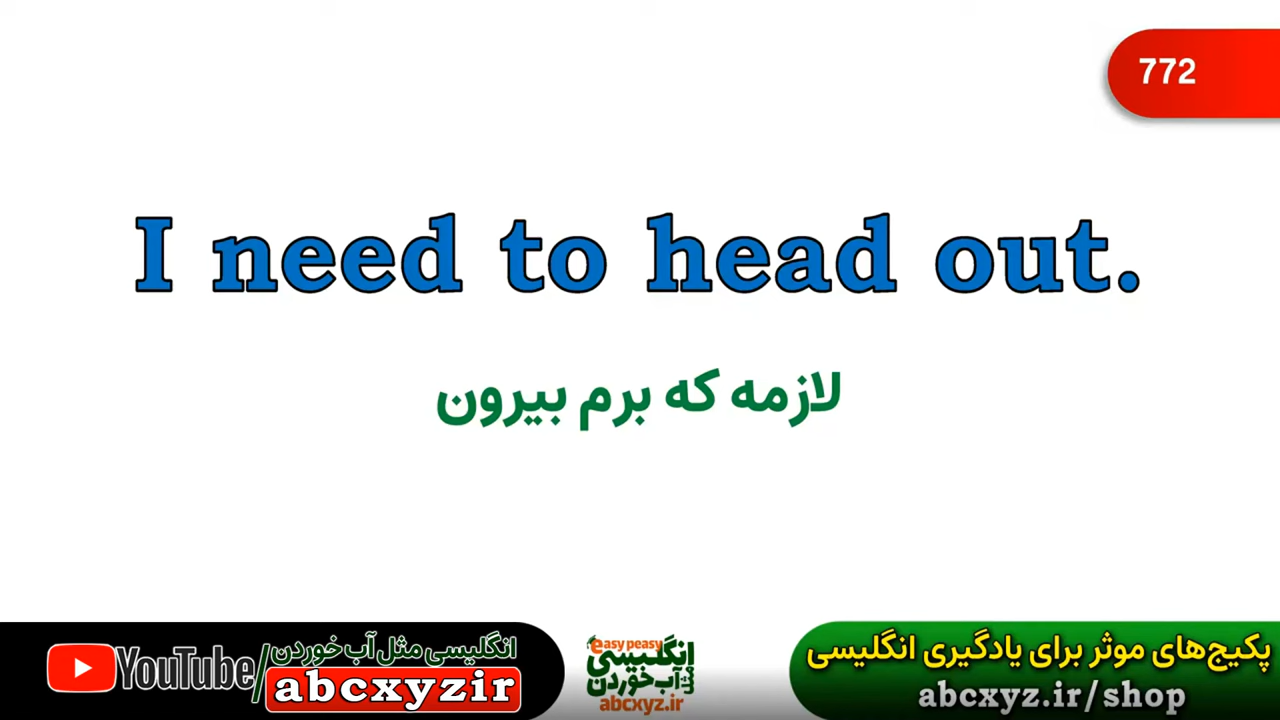 772
I need to head out.
لازمه که برم بیرون
YouTube/
انگلیسی مثل آب خوردن
abcxyzir
easy peasy
انگلیسی
مثل آب خوردن
abcxyz.ir
پکیج‌های موثر برای یادگیری انگلیسی
abcxyz.ir/shop